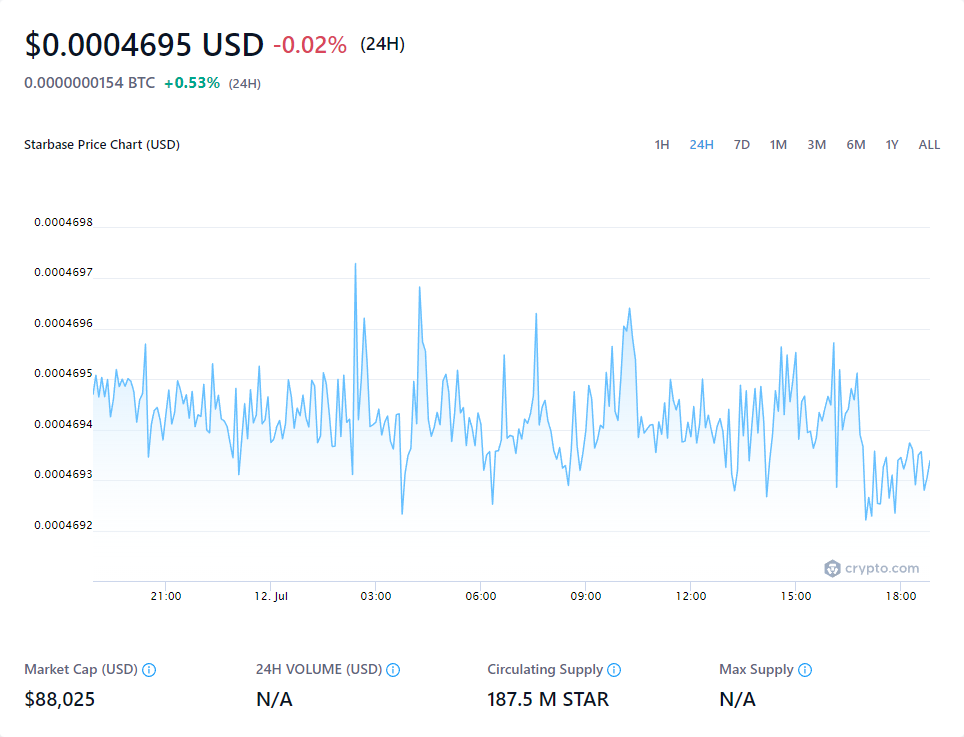 $0.0004695 USD -0.02% (24H)
0.0000000154 BTC +0.53% (24H)
Starbase Price Chart (USD) 1H 24H 7D 1M 3M 6M 1Y ALL
0.0004698
0.0004697
0.0004696
0.0004695
0.0004694
0.0004693
0.0004692
crypto.com
21:00 12. Jul 03:00 06:00 09:00 12:00 15:00 18:00
Market Cap (USD) 24H VOLUME (USD) Circulating Supply Max Supply
$88,025 N/A 187.5 M STAR N/A